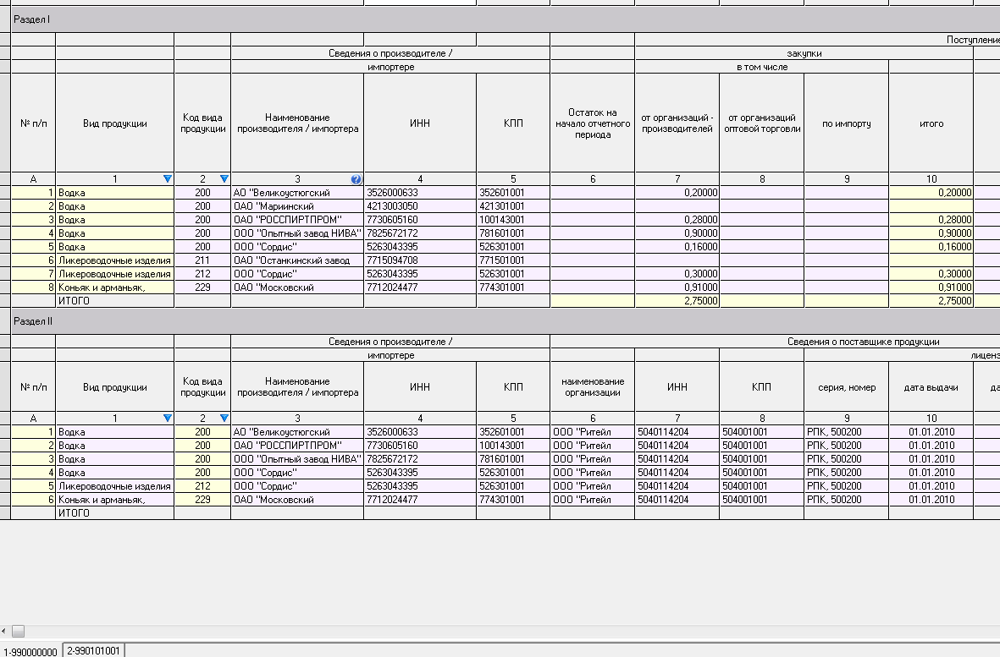 Раздел I
Поступление
Сведения о производителе / закупки
импортере в том числе
№ п/п Вид продукции Код вида продукции Наименование производителя / импортера ИНН КПП Остаток на начало отчетного периода от организаций - производителей от организаций оптовой торговли по импорту итого
А 1 2 3 4 5 6 7 8 9 10
1 Водка 200 АО "Великоустюгский 3526000633 352601001 0,20000 0,20000
2 Водка 200 ОАО "Мариинский 4213003050 421301001
3 Водка 200 ОАО "РОССПИРТПРОМ" 7730605160 100143001 0,28000 0,28000
4 Водка 200 ООО "Опытный завод НИВА" 7825672172 781601001 0,90000 0,90000
5 Водка 200 ООО "Сордис" 5263043395 526301001 0,16000 0,16000
6 Ликероводочные изделия 211 ОАО "Останкинский завод 7715094708 771501001
7 Ликероводочные изделия 212 ООО "Сордис" 5263043395 526301001 0,30000 0,30000
8 Коньяк и арманьяк, 229 ОАО "Московский 7712024477 774301001 0,91000 0,91000
ИТОГО 2,75000 2,75000
Раздел II
Сведения о производителе / Сведения о поставщике продукции
импортере лиценз
№ п/п Вид продукции Код вида продукции Наименование производителя / импортера ИНН КПП наименование организации ИНН КПП серия, номер дата выдачи да
А 1 2 3 4 5 6 7 8 9 10
1 Водка 200 АО "Великоустюгский 3526000633 352601001 ООО "Ритейл 5040114204 504001001 РПК, 500200 01.01.2010
2 Водка 200 ОАО "РОССПИРТПРОМ" 7730605160 100143001 ООО "Ритейл 5040114204 504001001 РПК, 500200 01.01.2010
3 Водка 200 ООО "Опытный завод НИВА" 7825672172 781601001 ООО "Ритейл 5040114204 504001001 РПК, 500200 01.01.2010
4 Водка 200 ООО "Сордис" 5263043395 526301001 ООО "Ритейл 5040114204 504001001 РПК, 500200 01.01.2010
5 Ликероводочные изделия 212 ООО "Сордис" 5263043395 526301001 ООО "Ритейл 5040114204 504001001 РПК, 500200 01.01.2010
6 Коньяк и арманьяк, 229 ОАО "Московский 7712024477 774301001 ООО "Ритейл 5040114204 504001001 РПК, 500200 01.01.2010
ИТОГО
1-990000000 2-990101001